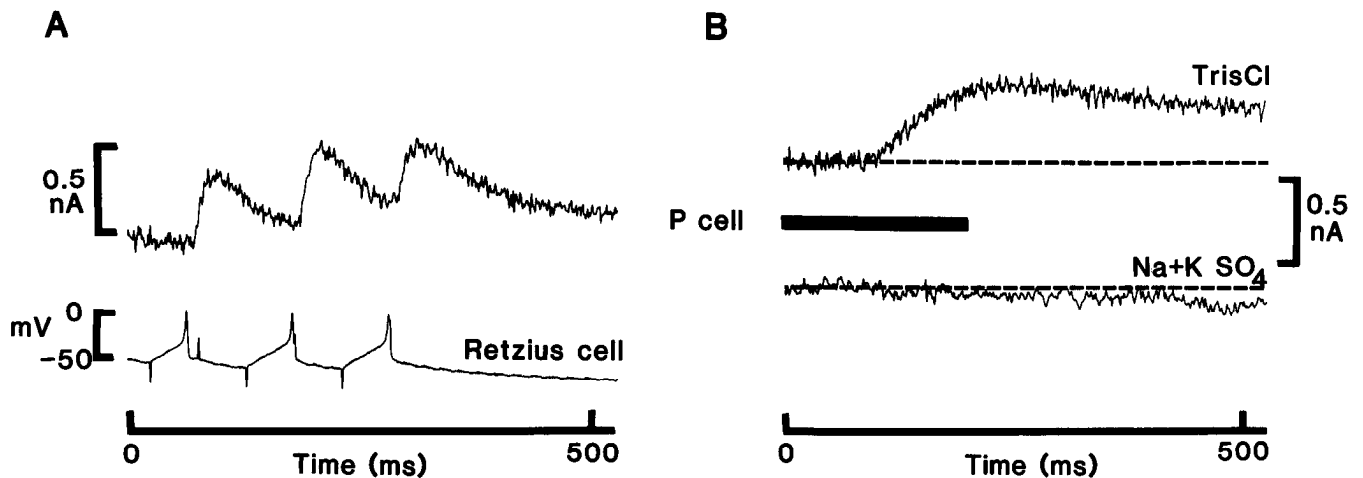 A
0.5
nA
mV
0
-50
Retzius cell
0
500
Time (ms)
B
TrisCl
P cell
0.5
nA
Na+K SO₄
0
500
Time (ms)